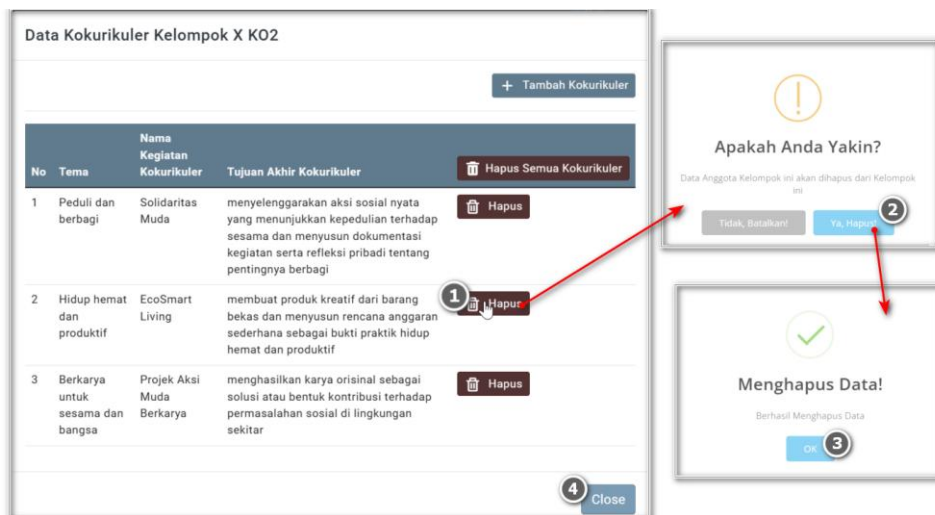 Data Kokurikuler Kelompok X KO2
+ Tambah Kokurikuler
No Tema Nama Kegiatan Kokurikuler Tujuan Akhir Kokurikuler Hapus Semua Kokurikuler
1 Peduli dan berbagi Solidaritas Muda menyelenggarakan aksi sosial nyata
yang menunjukkan kepedulian terhadap
sesama dan menyusun dokumentasi
kegiatan serta refleksi pribadi tentang
pentingnya berbagi
Hapus
2 Hidup hemat dan produktif EcoSmart Living membuat produk kreatif dari barang
bekas dan menyusun rencana anggaran
sederhana sebagai bukti praktik hidup
hemat dan produktif
1
Hapus
3 Berkarya untuk sesama dan bangsa Projek Aksi Muda Berkarya menghasilkan karya orisinal sebagai
solusi atau bentuk kontribusi terhadap
permasalahan sosial di lingkungan
sekitar
Hapus
4
Close
Apakah Anda Yakin?
Data Anggota Kelompok ini akan dihapus dari Kelompok
ini
Tidak, Batalkan!
Ya, Hapus!
2
Menghapus Data!
Berhasil Menghapus Data
OK
3